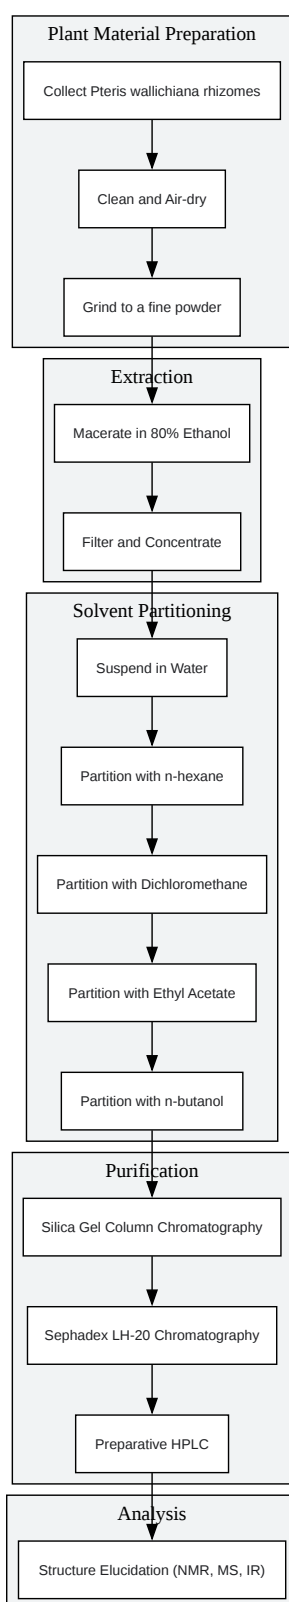 Plant Material Preparation
Collect Pteris wallichiana rhizomes
Clean and Air-dry
Grind to a fine powder
Extraction
Macerate in 80% Ethanol
Filter and Concentrate
Solvent Partitioning
Suspend in Water
Partition with n-hexane
Partition with Dichloromethane
Partition with Ethyl Acetate
Partition with n-butanol
Purification
Silica Gel Column Chromatography
Sephadex LH-20 Chromatography
Preparative HPLC
Analysis
Structure Elucidation (NMR, MS, IR)